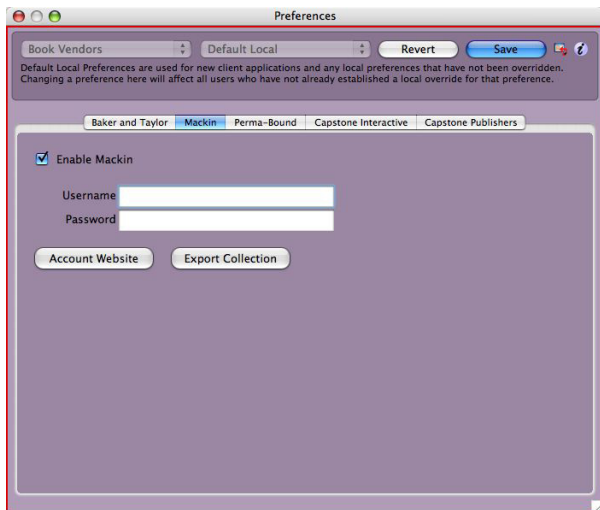 Preferences
Book Vendors Default Local Revert Save i
Default Local Preferences are used for new client applications and any local preferences that have not been overridden.
Changing a preference here will affect all users who have not already established a local override for that preference.
Baker and Taylor Mackin Perma-Bound Capstone Interactive Capstone Publishers
Enable Mackin
Username
Password
Account Website Export Collection